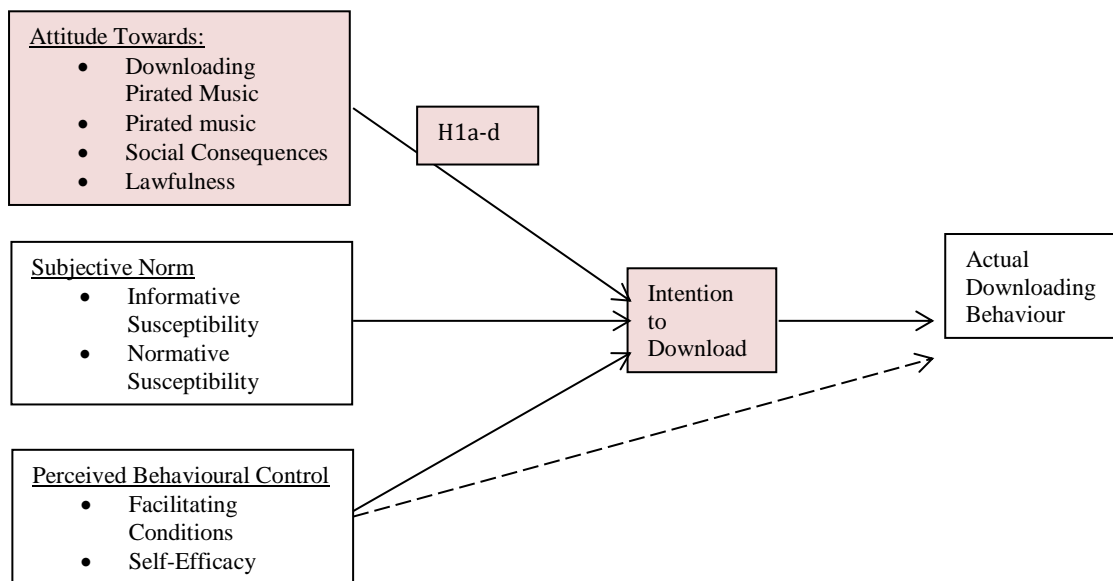 Attitude Towards:
• Downloading
Pirated Music
• Pirated music
• Social Consequences
• Lawfulness
H1a-d
Subjective Norm
• Informative
Susceptibility
• Normative
Susceptibility
Perceived Behavioural Control
• Facilitating
Conditions
• Self-Efficacy
Intention
to
Download
Actual
Downloading
Behaviour